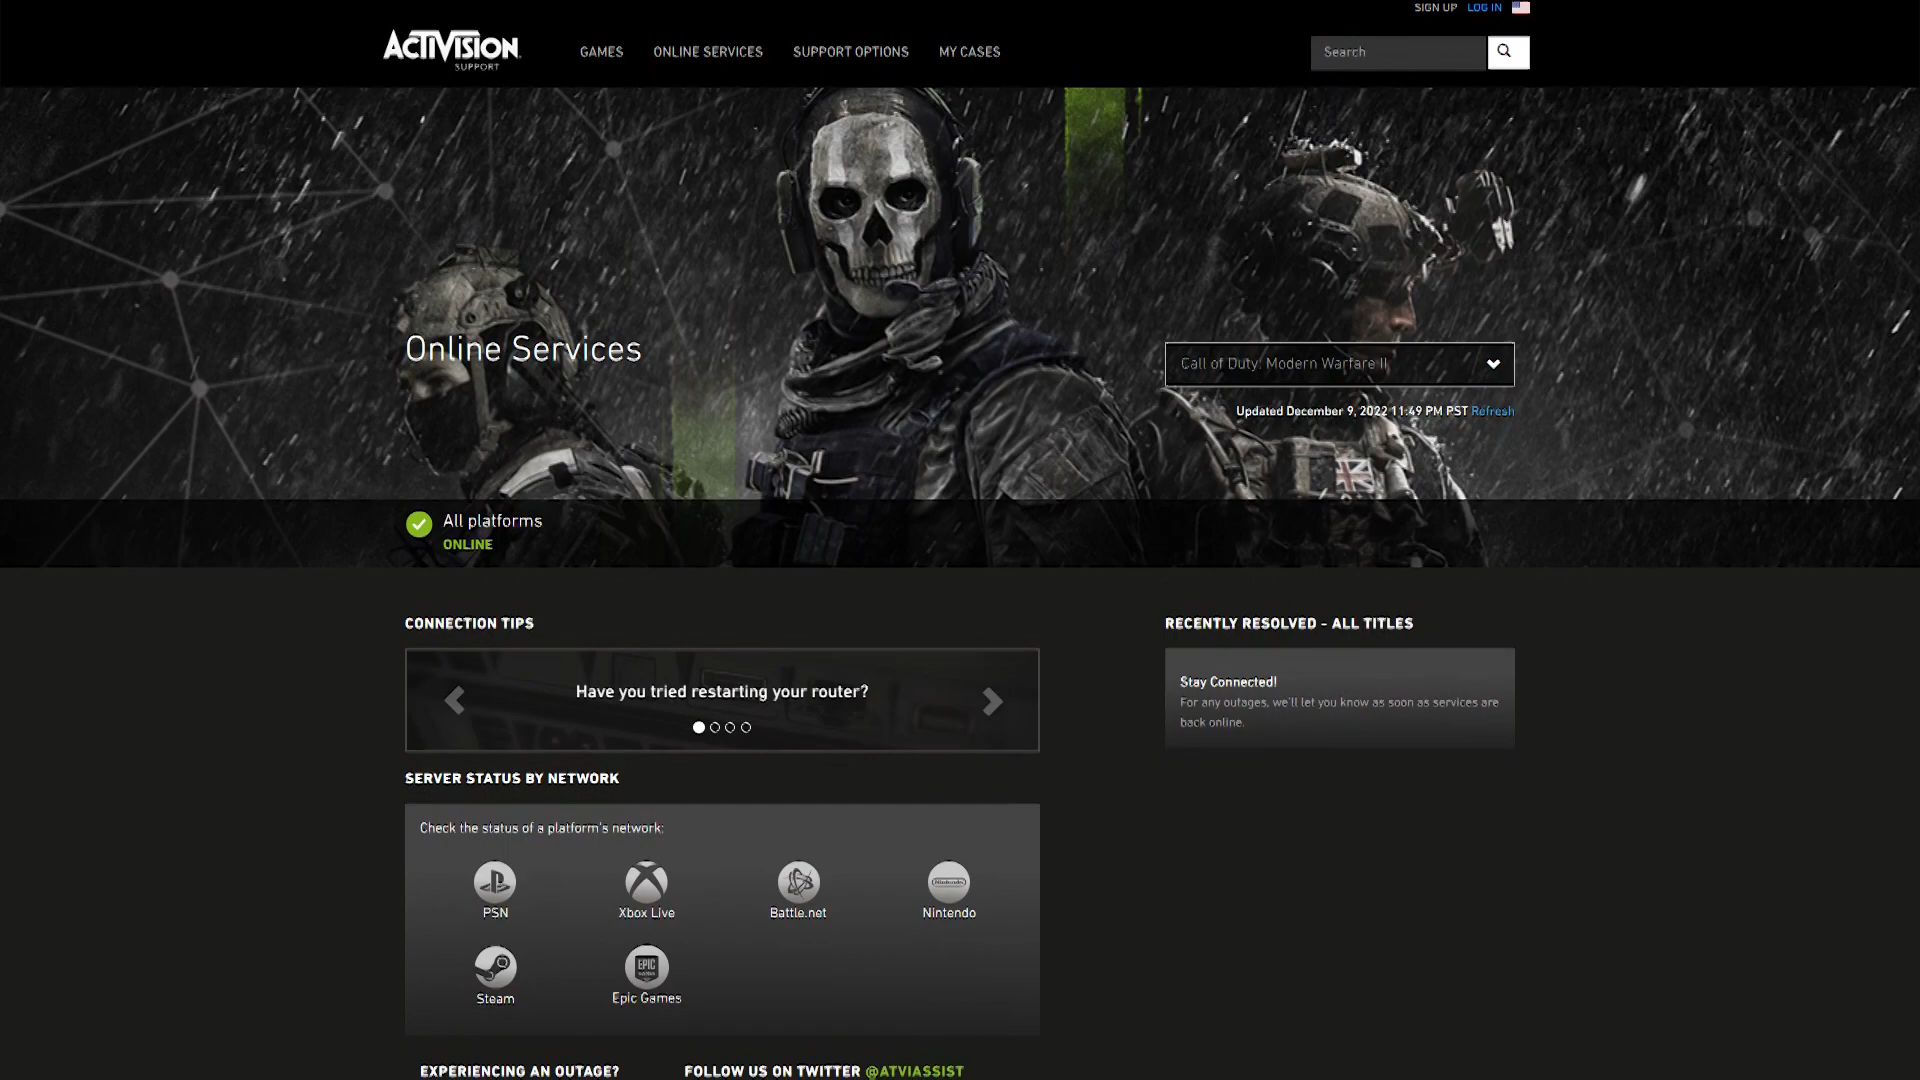 SIGN UP LOG IN
ACTIVISION
SUPPORT
GAMES ONLINE SERVICES SUPPORT OPTIONS MY CASES
Search
Online Services
Call of Duty: Modern Warfare II
Updated December 9, 2022 11:49 PM PST Refresh
All platforms
ONLINE
CONNECTION TIPS
Have you tried restarting your router?
RECENTLY RESOLVED - ALL TITLES
Stay Connected!
For any outages, we'll let you know as soon as services are
back online.
SERVER STATUS BY NETWORK
Check the status of a platform's network:
PSN
Xbox Live
Battle.net
Nintendo
Nintendo
Steam
EPIC
GAMES
Epic Games
EXPERIENCING AN OUTAGE?
FOLLOW US ON TWITTER @ATVIASSIST